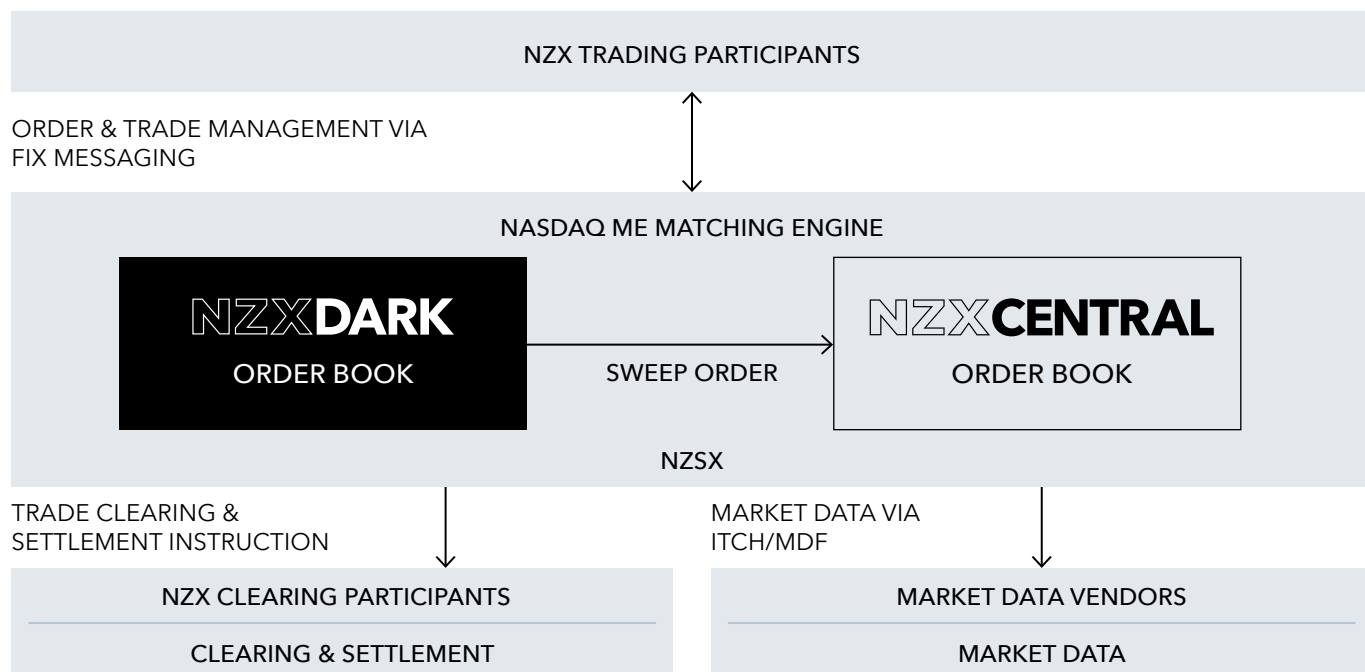 NZX TRADING PARTICIPANTS
ORDER & TRADE MANAGEMENT VIA
FIX MESSAGING
NASDAQ ME MATCHING ENGINE
NZXDARK
ORDER BOOK
SWEEP ORDER
NZXCENTRAL
ORDER BOOK
NZSX
TRADE CLEARING &
SETTLEMENT INSTRUCTION
MARKET DATA VIA
ITCH/MDF
NZX CLEARING PARTICIPANTS
CLEARING & SETTLEMENT
MARKET DATA VENDORS
MARKET DATA